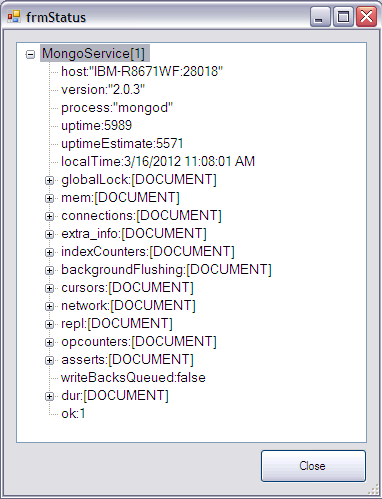 frmStatus
MongoService[1]
host:"IBM-R8671WF:28018"
version:"2.0.3"
process:"mongod"
uptime:5989
uptimeEstimate:5571
localTime:3/16/2012 11:08:01 AM
globalLock:[DOCUMENT]
mem:[DOCUMENT]
connections:[DOCUMENT]
extra_info:[DOCUMENT]
indexCounters:[DOCUMENT]
backgroundFlushing:[DOCUMENT]
cursors:[DOCUMENT]
network:[DOCUMENT]
repl:[DOCUMENT]
opcounters:[DOCUMENT]
asserts:[DOCUMENT]
writeBacksQueued:false
dur:[DOCUMENT]
ok:1
Close